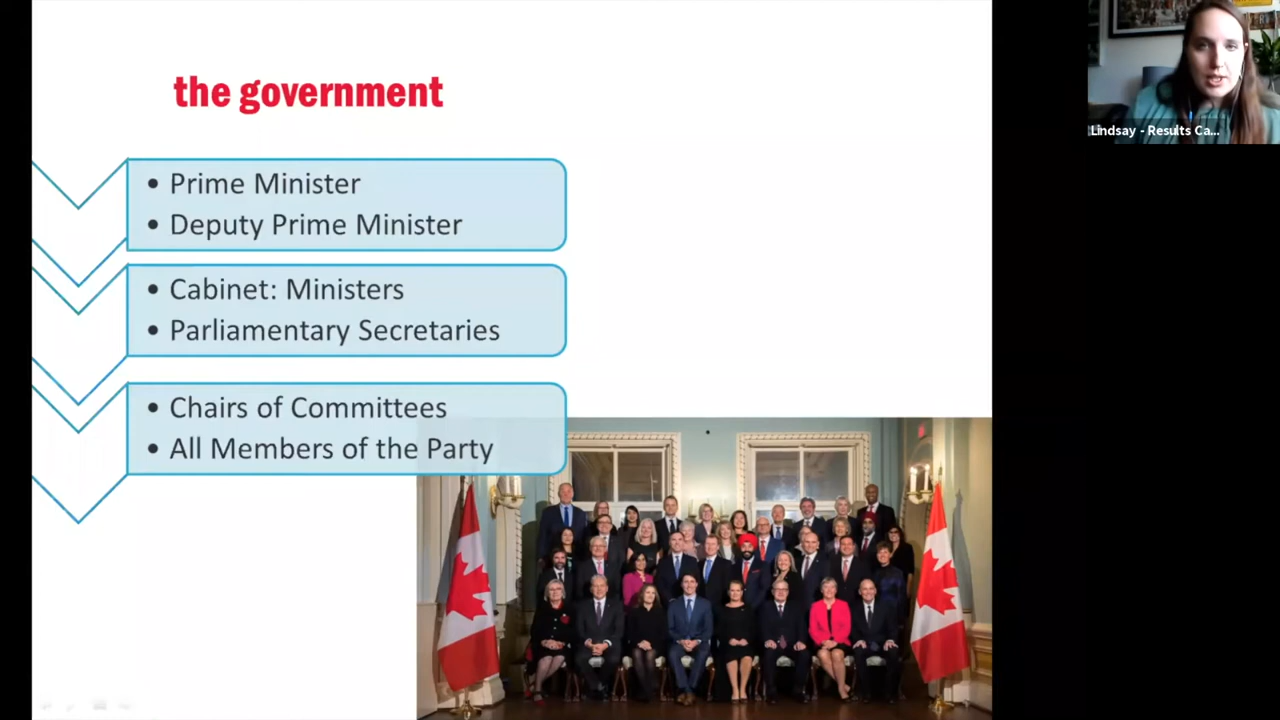 the government
• Prime Minister
• Deputy Prime Minister
• Cabinet: Ministers
• Parliamentary Secretaries
• Chairs of Committees
• All Members of the Party
Lindsay - Results Ca...